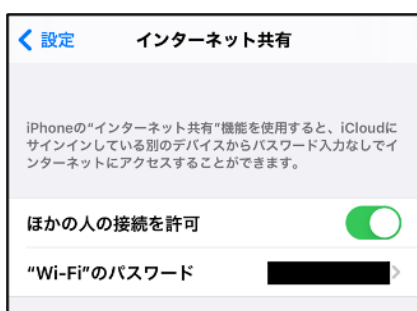 設定 インターネット共有
iPhoneの“インターネット共有”機能を使用すると、iCloudに
サインインしている別のデバイスからパスワード入力なしでイ
ンターネットにアクセスすることができます。
ほかの人の接続を許可
“Wi-Fi”のパスワード